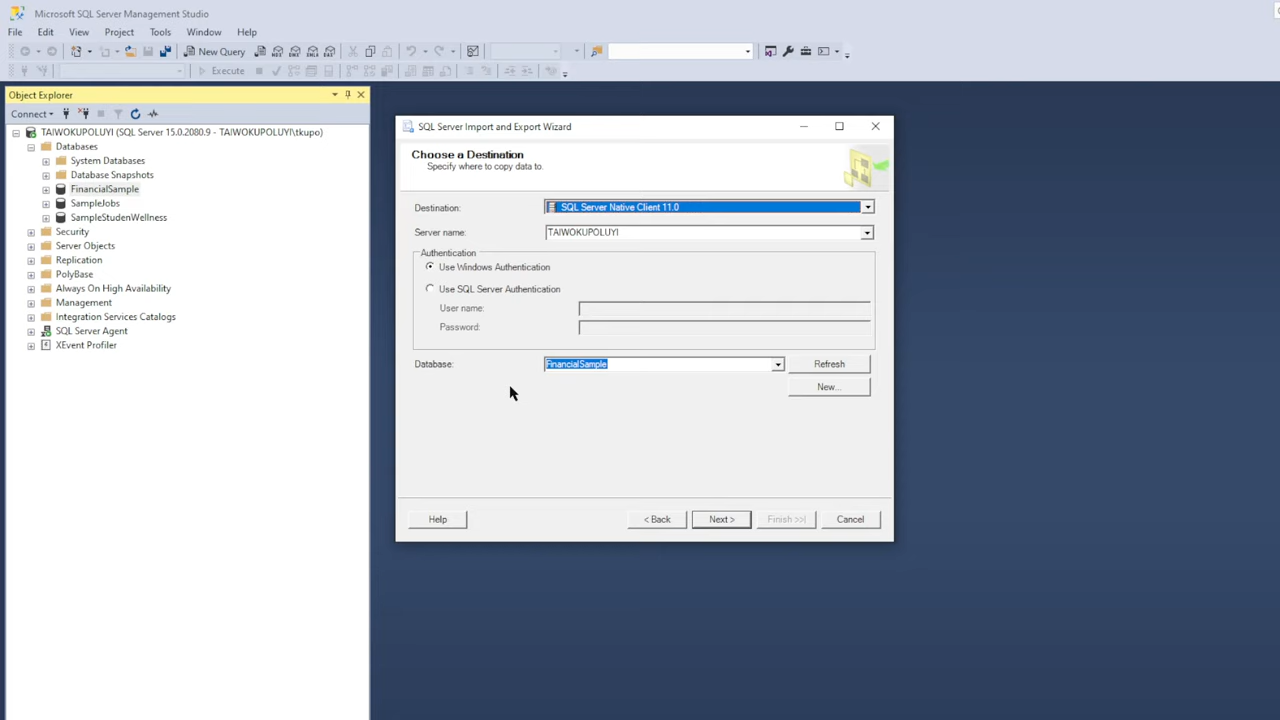 Microsoft SQL Server Management Studio
File Edit View Project Tools Window Help
New Query
Execute
Object Explorer
Connect
TAIWOKUPOLUYI (SQL Server 15.0.2080.9 - TAIWOKUPOLUYI\tkupo)
Databases
System Databases
Database Snapshots
FinancialSample
SampleJobs
SampleStudenWellness
Security
Server Objects
Replication
PolyBase
Always On High Availability
Management
Integration Services Catalogs
SQL Server Agent
XEvent Profiler
SQL Server Import and Export Wizard
Choose a Destination
Specify where to copy data to.
Destination: SQL Server Native Client 11.0
Server name: TAIWOKUPOLUYI
Authentication
Use Windows Authentication
Use SQL Server Authentication
User name:
Password:
Database: FinancialSample Refresh
New...
Help < Back Next > Finish >>| Cancel